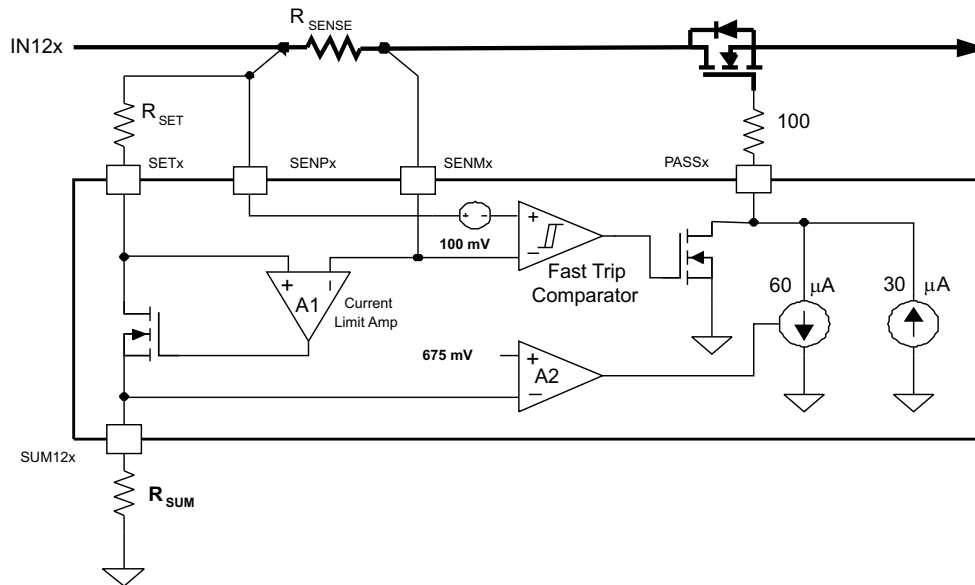 R SENSE
IN12x
R SET
100
SETx
SENPx
SENMx
PASSx
+ -
100 mV
+
−
Fast Trip
Comparator
60 µA
30 µA
+ −
A1
Current
Limit Amp
675 mV
+
A2
−
SUM12x
R SUM